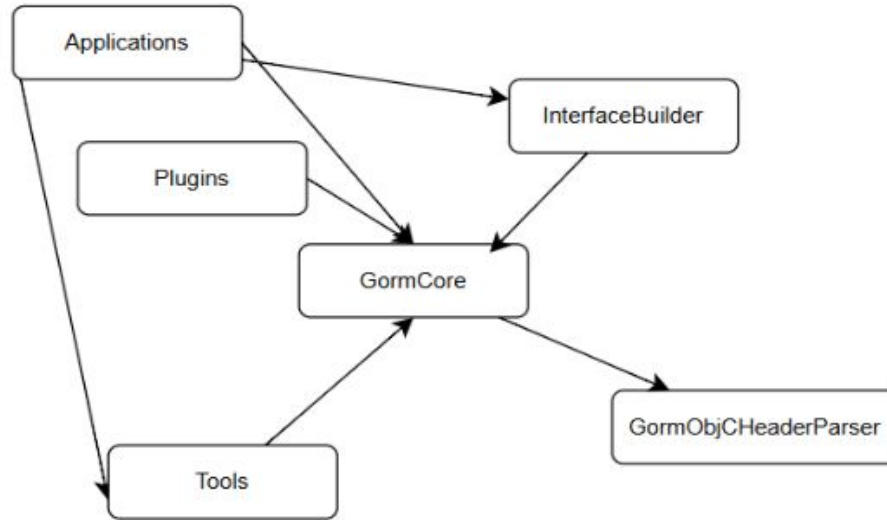 Applications
InterfaceBuilder
Plugins
GormCore
GormObjCHeaderParser
Tools